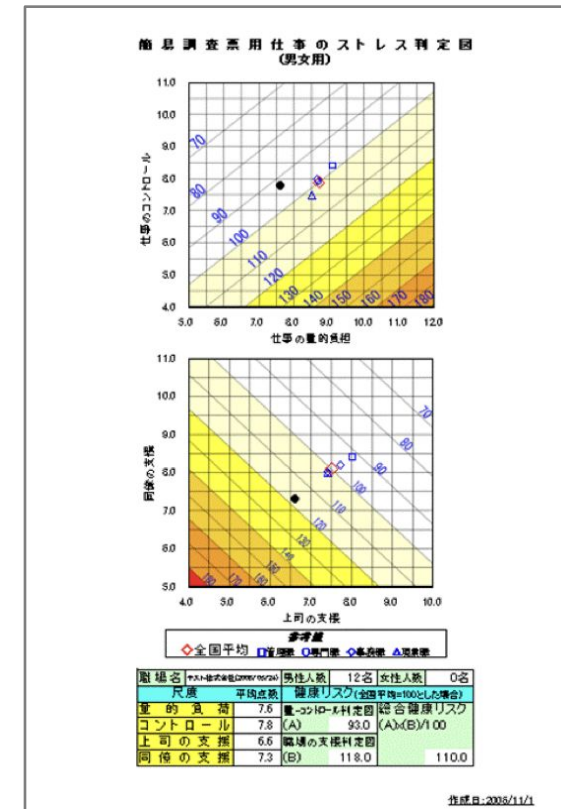 簡易調査票用仕事のストレス判定図
(男女用)
仕事のコントロール
11.0
10.0
9.0
8.0
7.0
6.0
5.0
4.0
70
80
90
100
110
120
130 140 150 160 170 180
5.0 6.0 7.0 8.0 9.0 10.0 11.0 12.0
仕事の量的負担
同僚の支援
11.0
10.0
9.0
8.0
7.0
6.0
5.0
70
80
90
100
110
120
130
140
150
160
170
180
4.0 5.0 6.0 7.0 8.0 9.0 10.0
上司の支援
参考値
全国平均 管理職 専門職 事務職 現業職
職場名 男性人数 12名 女性人数 0名
尺度 平均点数 健康リスク(全国平均=100とした場合)
量的負荷 7.6 量-コントロール判定図 総合健康リスク
コントロール 7.8 (A) 93.0 (A)x(B)/100
上司の支援 6.6 職場の支援判定図
同僚の支援 7.3 (B) 118.0 110.0